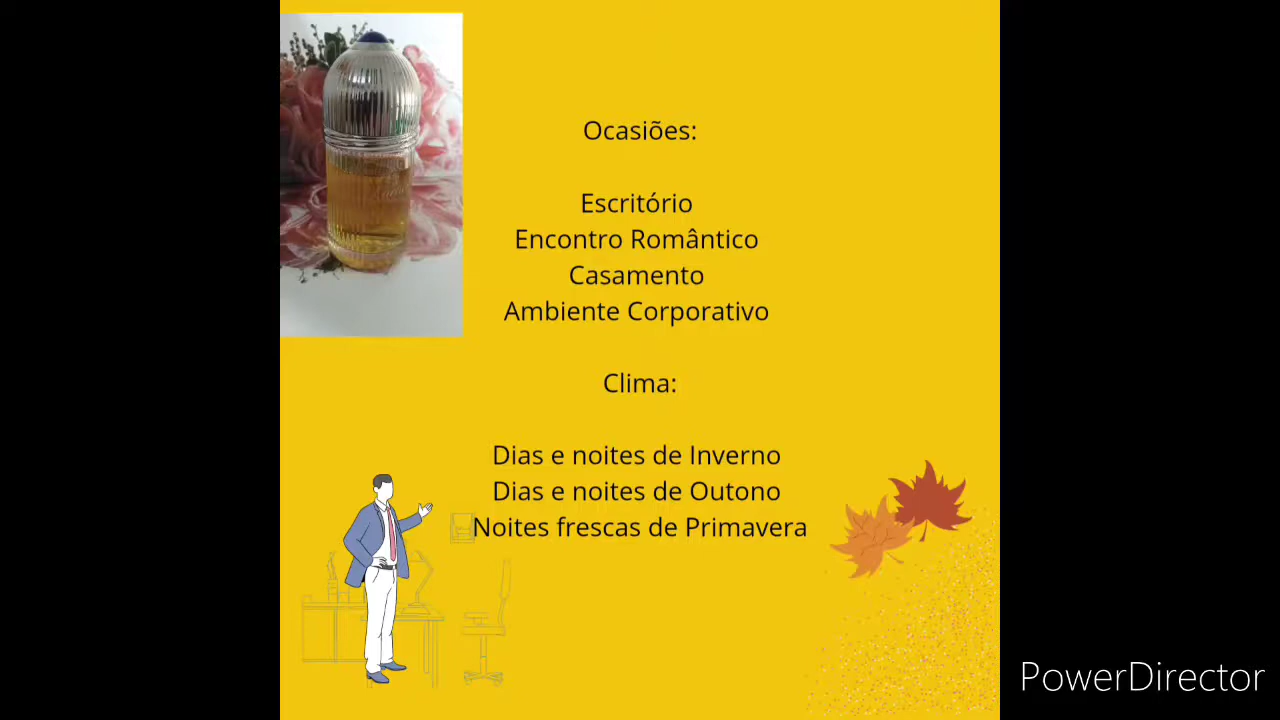 Ocasiões:
Escritório
Encontro Romântico
Casamento
Ambiente Corporativo
Clima:
Dias e noites de Inverno
Dias e noites de Outono
Noites frescas de Primavera
PowerDirector